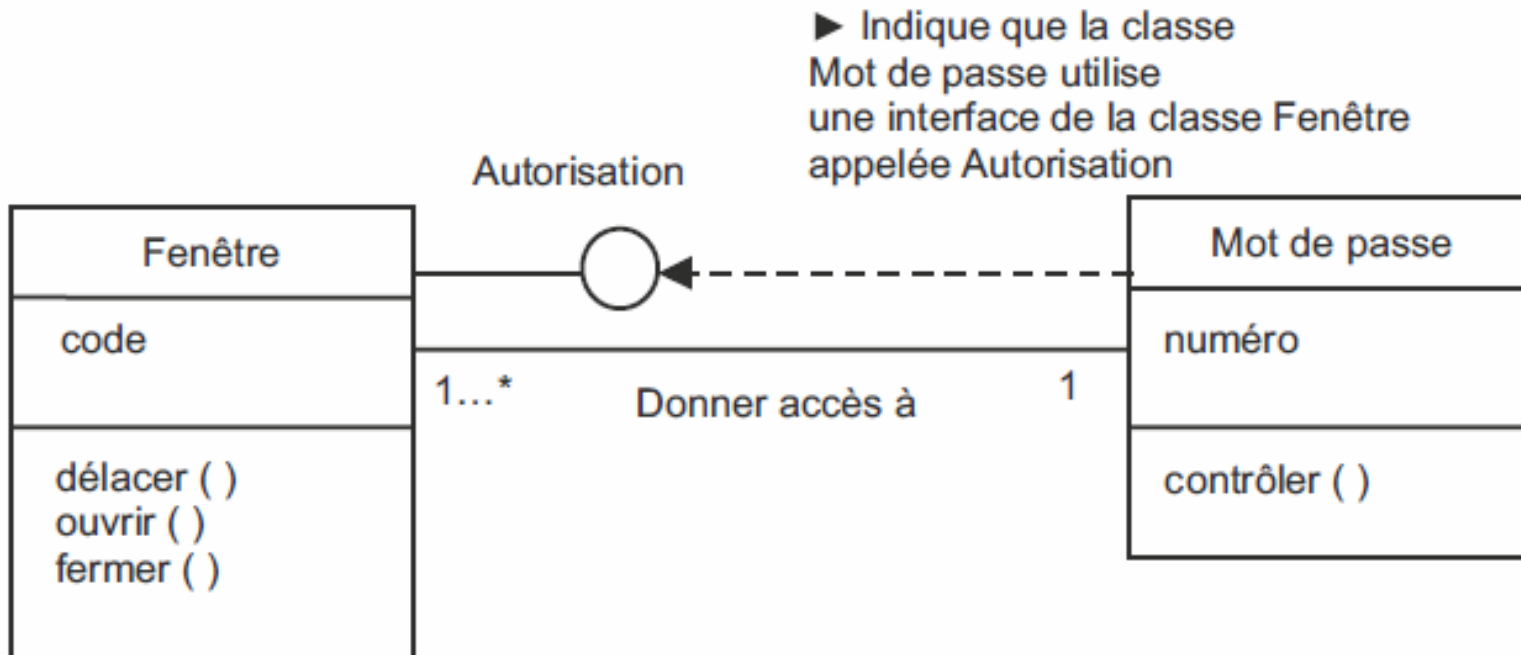 ► Indique que la classe
Mot de passe utilise
une interface de la classe Fenêtre
appelée Autorisation
Autorisation
Fenêtre
code
délacer ( )
ouvrir ( )
fermer ( )
1...*
Donner accès à
1
Mot de passe
numéro
contrôler ( )